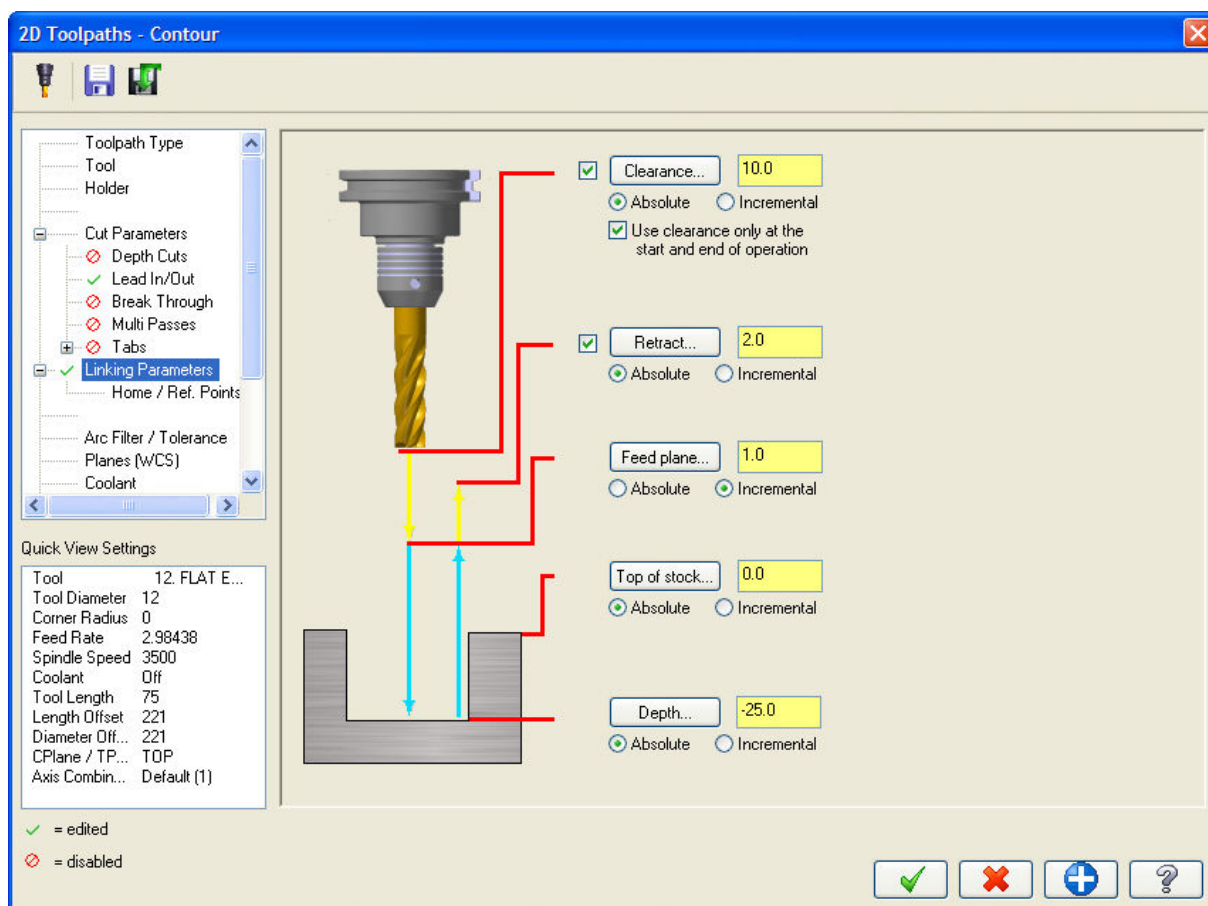 2D Toolpaths - Contour
Toolpath Type
Tool
Holder
Cut Parameters
Depth Cuts
Lead In/Out
Break Through
Multi Passes
Tabs
Linking Parameters
Home / Ref. Points
Arc Filter / Tolerance
Planes (WCS)
Coolant
Quick View Settings
Tool 12. FLAT E...
Tool Diameter 12
Corner Radius 0
Feed Rate 2.98438
Spindle Speed 3500
Coolant Off
Tool Length 75
Length Offset 221
Diameter Off... 221
CPlane / TP... TOP
Axis Combin... Default (1)
= edited
= disabled
Clearance... 10.0
Absolute Incremental
Use clearance only at the
start and end of operation
Retract... 2.0
Absolute Incremental
Feed plane... 1.0
Absolute Incremental
Top of stock... 0.0
Absolute Incremental
Depth... -25.0
Absolute Incremental